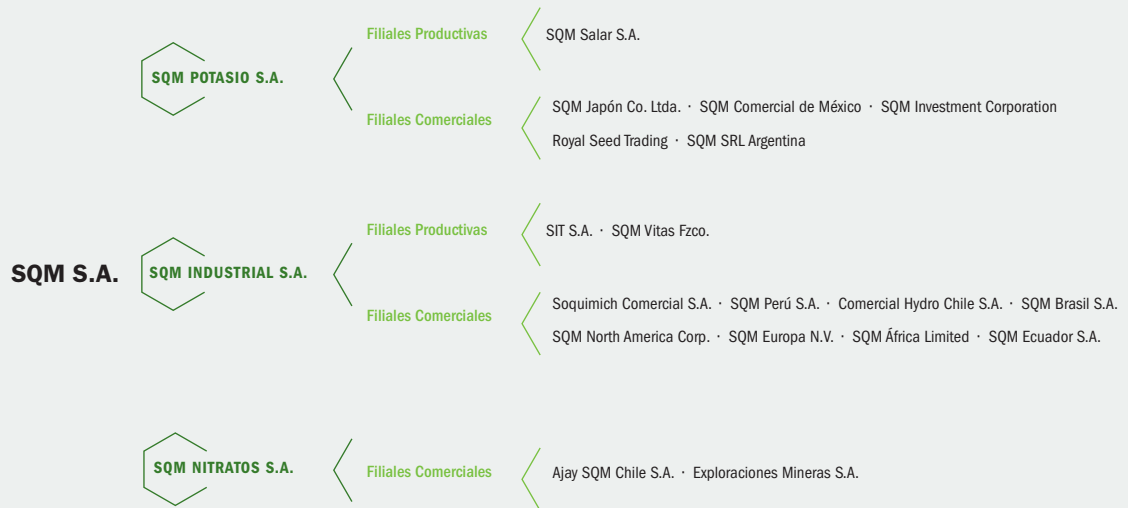 Filiales Productivas
SQM Salar S.A.
SQM POTASIO S.A.
Filiales Comerciales
SQM Japón Co. Ltda. · SQM Comercial de México · SQM Investment Corporation
Royal Seed Trading · SQM SRL Argentina
SQM S.A.
Filiales Productivas
SIT S.A. · SQM Vitas Fzco.
SQM INDUSTRIAL S.A.
Filiales Comerciales
Soquimich Comercial S.A. · SQM Perú S.A. · Comercial Hydro Chile S.A. · SQM Brasil S.A.
SQM North America Corp. · SQM Europa N.V. · SQM África Limited · SQM Ecuador S.A.
SQM NITRATOS S.A.
Filiales Comerciales
Ajay SQM Chile S.A. · Exploraciones Mineras S.A.